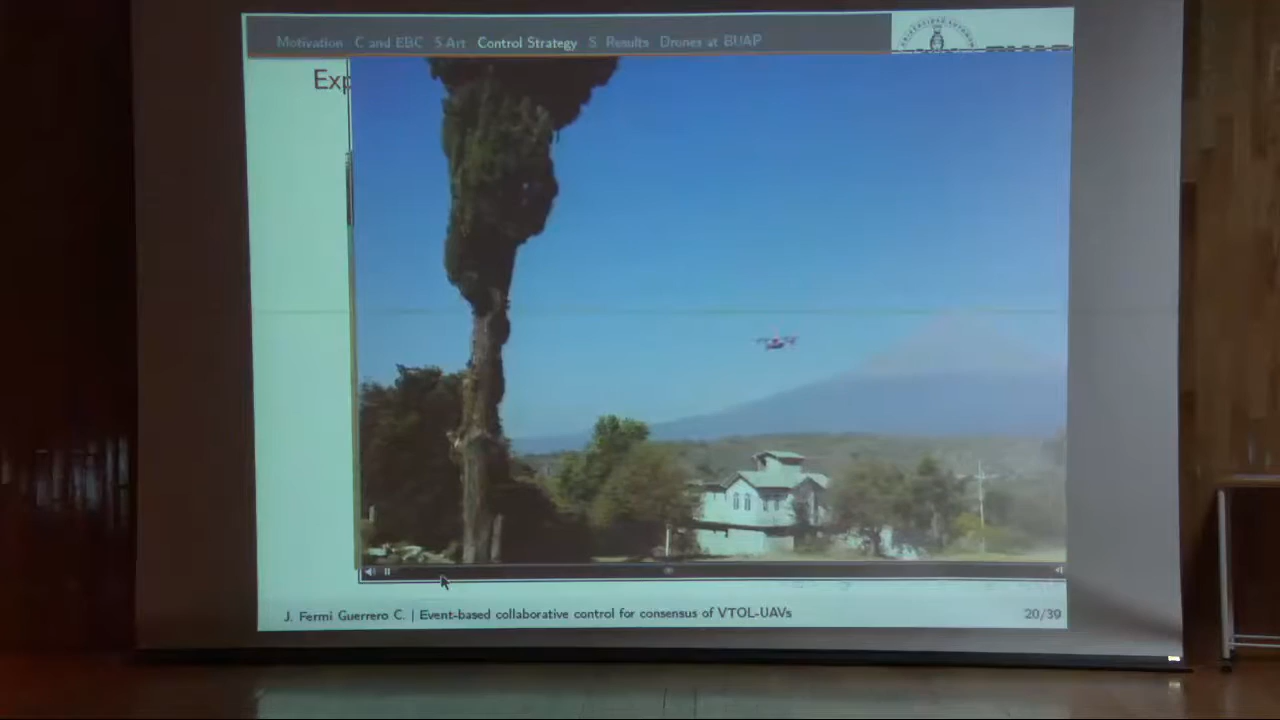 Motivation C and EBC S.Art Control Strategy S. Results Drones at BUAP
Exp
J. Fermi Guerrero C. | Event-based collaborative control for consensus of VTOL-UAVs
20/39